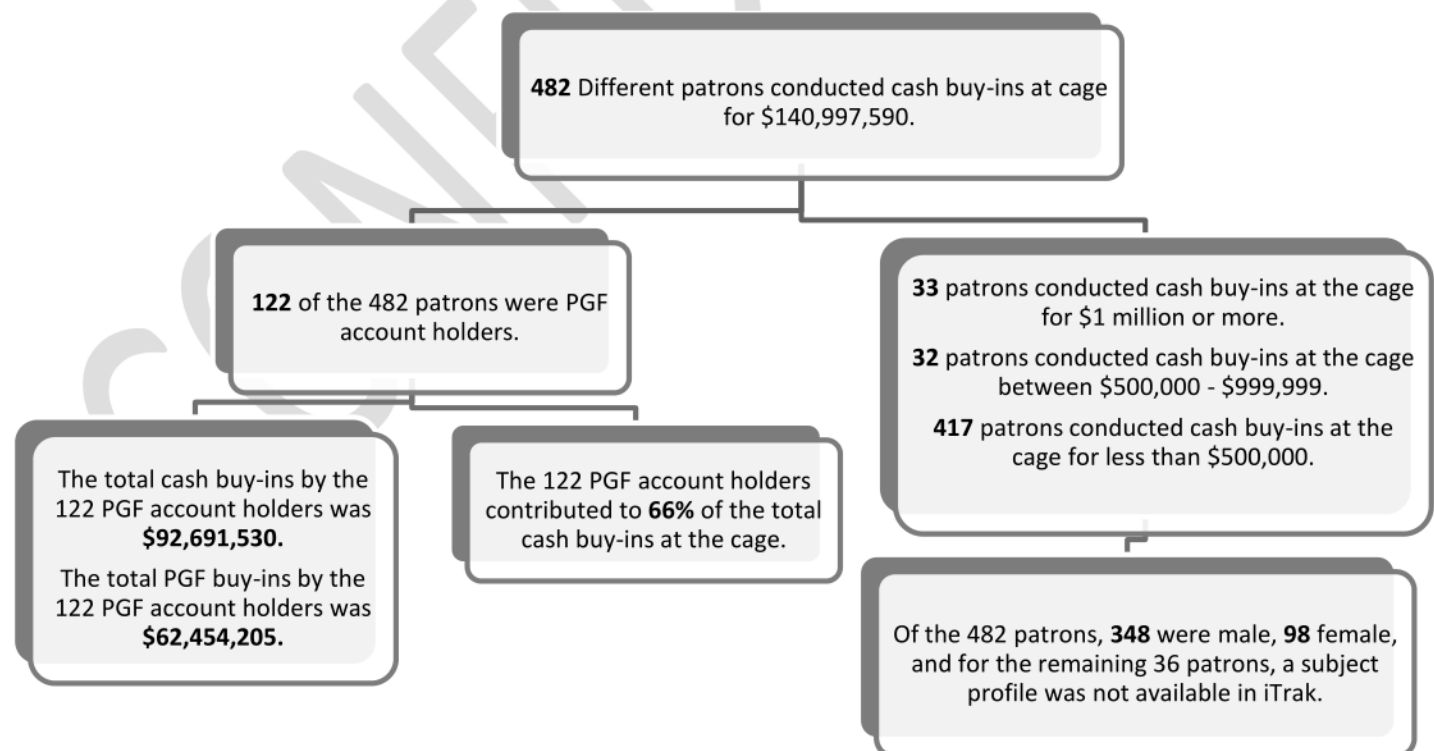 482 Different patrons conducted cash buy-ins at cage
for $140,997,590.
122 of the 482 patrons were PGF
account holders.
33 patrons conducted cash buy-ins at the cage
for $1 million or more.
32 patrons conducted cash buy-ins at the cage
between $500,000 - $999,999.
417 patrons conducted cash buy-ins at the
cage for less than $500,000.
The total cash buy-ins by the
122 PGF account holders was
$92,691,530.
The total PGF buy-ins by the
122 PGF account holders was
$62,454,205.
The 122 PGF account holders
contributed to 66% of the total
cash buy-ins at the cage.
Of the 482 patrons, 348 were male, 98 female,
and for the remaining 36 patrons, a subject
profile was not available in iTrak.